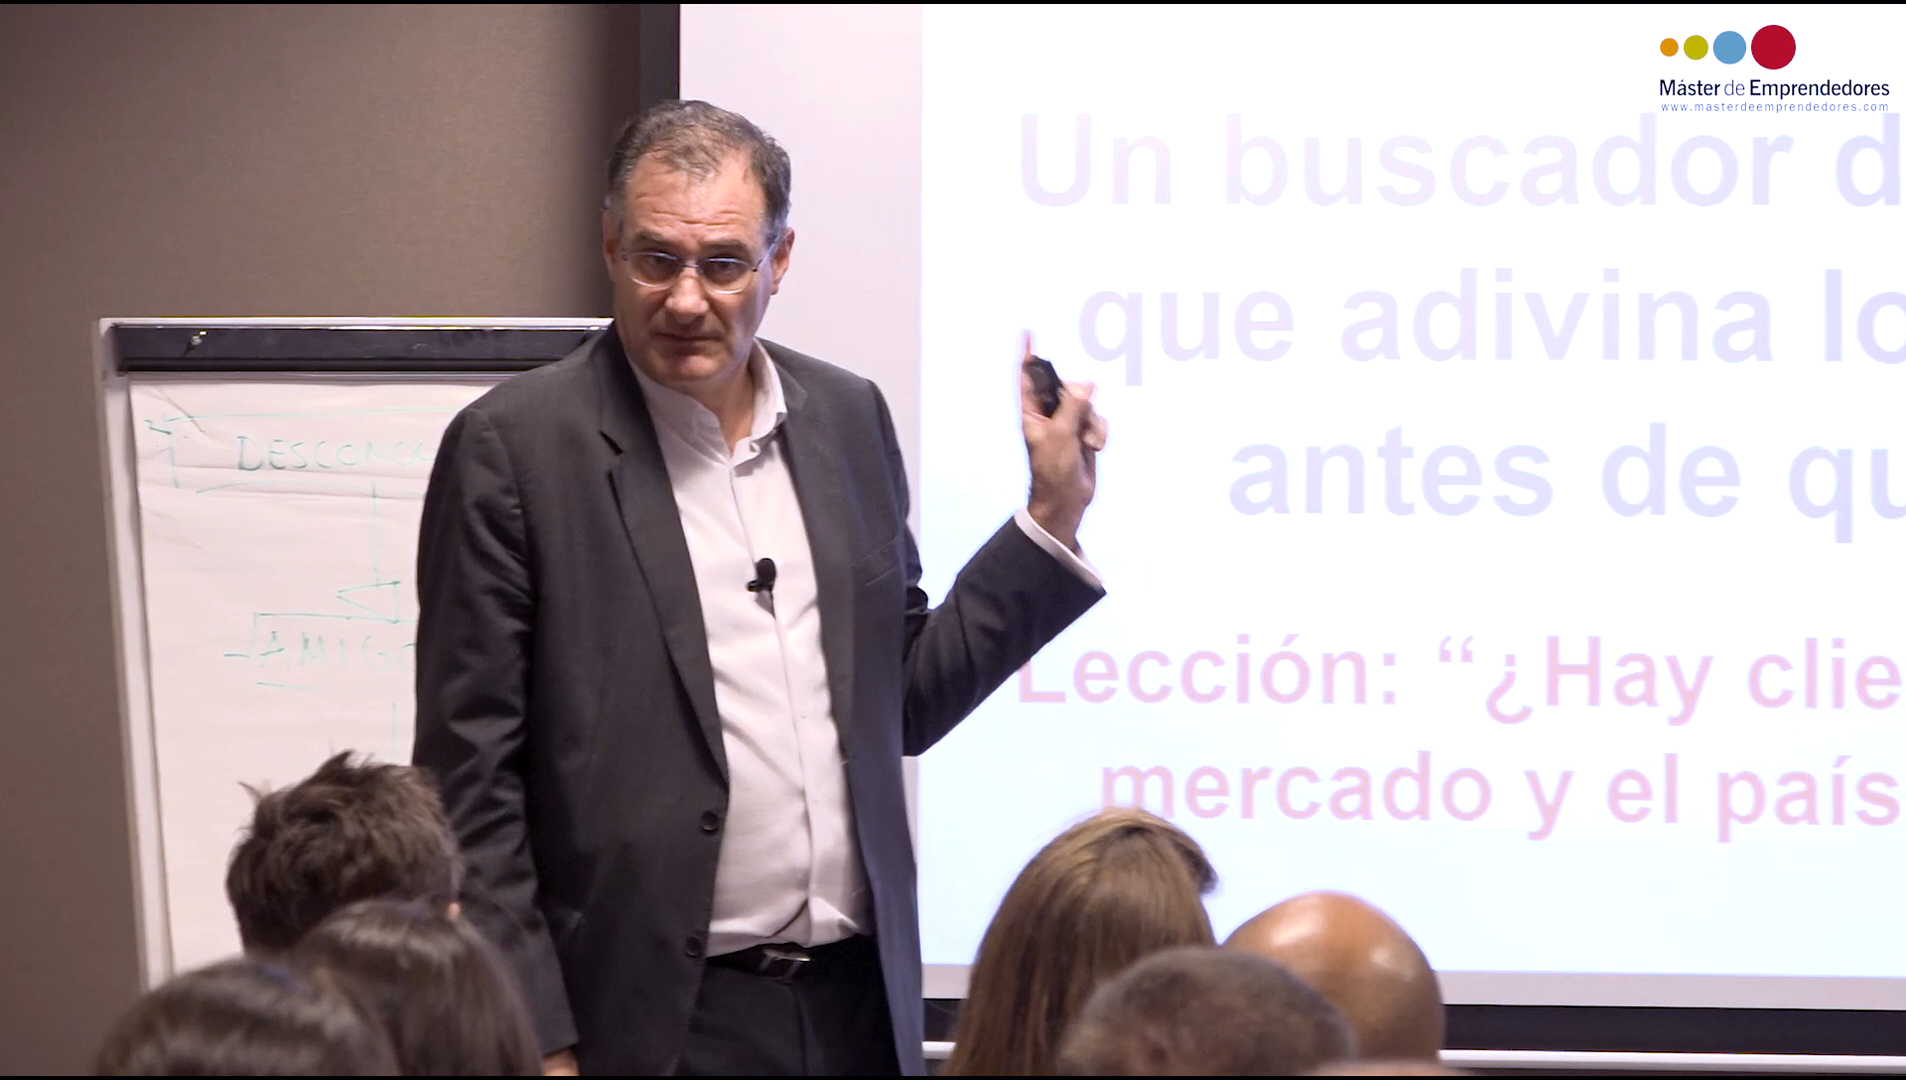 Máster de Emprendedores
www.masterdeemprendedores.com
Un buscador d
que adivina lo
antes de qu
Lección: “¿Hay clie
mercado y el país
DESCONOC
AMIGO